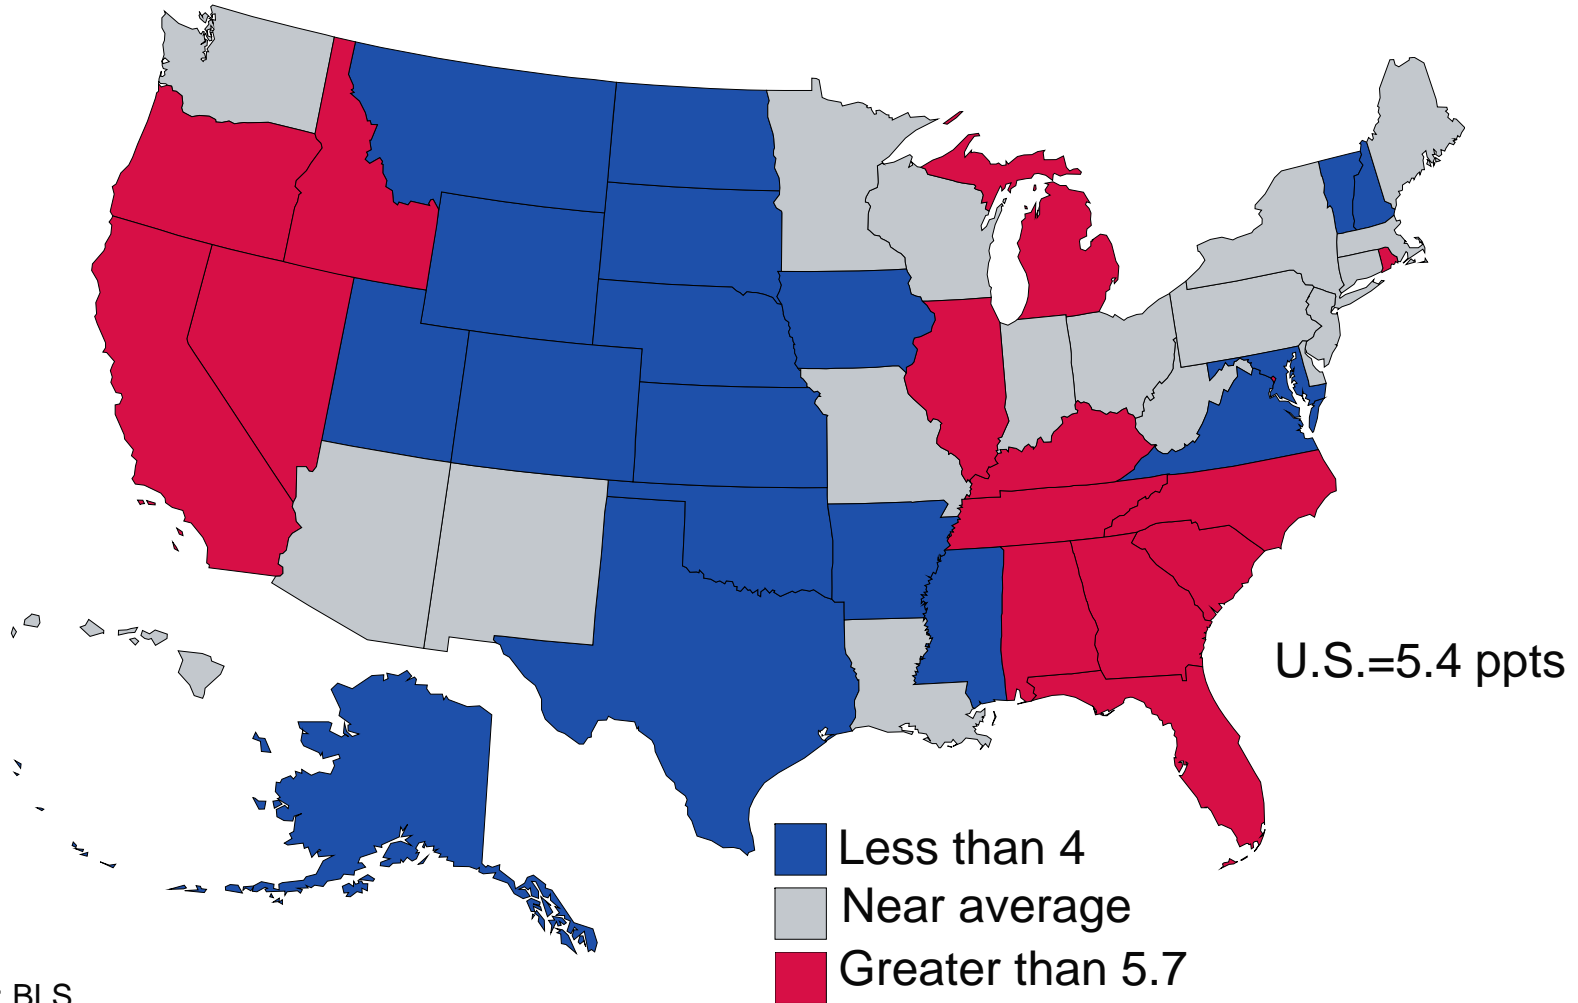 U.S.=5.4 ppts
Less than 4
Near average
Greater than 5.7
: BLS